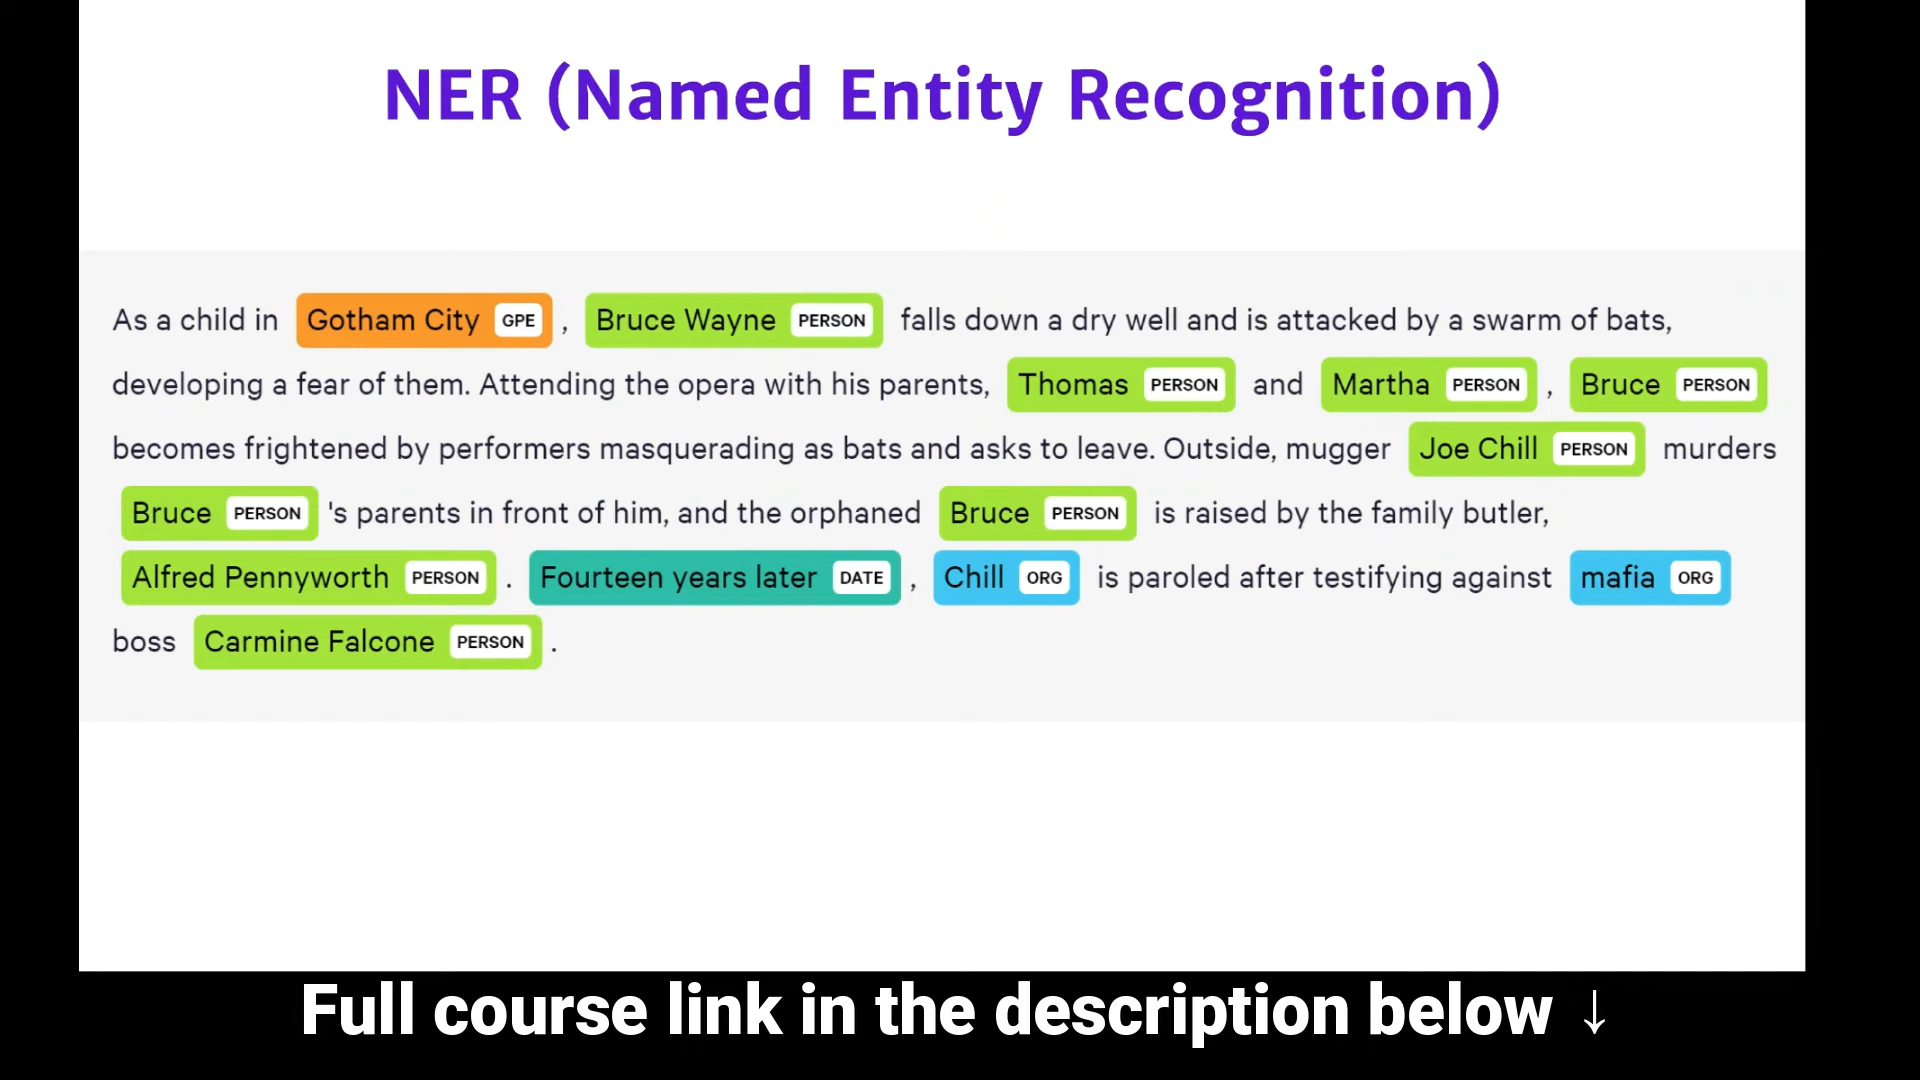 NER (Named Entity Recognition)
As a child in Gotham City GPE , Bruce Wayne PERSON falls down a dry well and is attacked by a swarm of bats,
developing a fear of them. Attending the opera with his parents, Thomas PERSON and Martha PERSON , Bruce PERSON
becomes frightened by performers masquerading as bats and asks to leave. Outside, mugger Joe Chill PERSON murders
Bruce PERSON 's parents in front of him, and the orphaned Bruce PERSON is raised by the family butler,
Alfred Pennyworth PERSON . Fourteen years later DATE , Chill ORG is paroled after testifying against mafia ORG
boss Carmine Falcone PERSON .
Full course link in the description below ↓